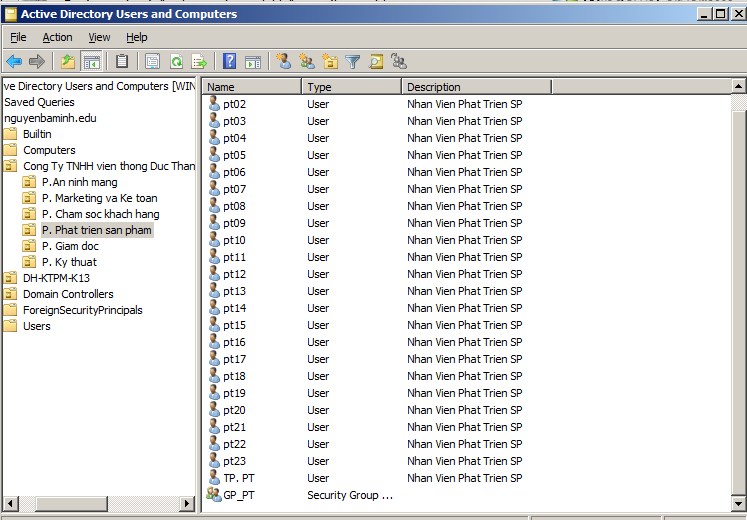 Active Directory Users and Computers
File Action View Help
ve Directory Users and Computers [WIN
Saved Queries
nguyenbaminh.edu
Builtin
Computers
Cong Ty TNHH vien thong Duc Than
P.An ninh mang
P. Marketing va Ke toan
P. Cham soc khach hang
P. Phat trien san pham
P. Giam doc
P. Ky thuat
DH-KTPM-K13
Domain Controllers
ForeignSecurityPrincipals
Users
Name Type Description
pt02 User Nhan Vien Phat Trien SP
pt03 User Nhan Vien Phat Trien SP
pt04 User Nhan Vien Phat Trien SP
pt05 User Nhan Vien Phat Trien SP
pt06 User Nhan Vien Phat Trien SP
pt07 User Nhan Vien Phat Trien SP
pt08 User Nhan Vien Phat Trien SP
pt09 User Nhan Vien Phat Trien SP
pt10 User Nhan Vien Phat Trien SP
pt11 User Nhan Vien Phat Trien SP
pt12 User Nhan Vien Phat Trien SP
pt13 User Nhan Vien Phat Trien SP
pt14 User Nhan Vien Phat Trien SP
pt15 User Nhan Vien Phat Trien SP
pt16 User Nhan Vien Phat Trien SP
pt17 User Nhan Vien Phat Trien SP
pt18 User Nhan Vien Phat Trien SP
pt19 User Nhan Vien Phat Trien SP
pt20 User Nhan Vien Phat Trien SP
pt21 User Nhan Vien Phat Trien SP
pt22 User Nhan Vien Phat Trien SP
pt23 User Nhan Vien Phat Trien SP
TP. PT User Nhan Vien Phat Trien SP
GP_PT Security Group ...